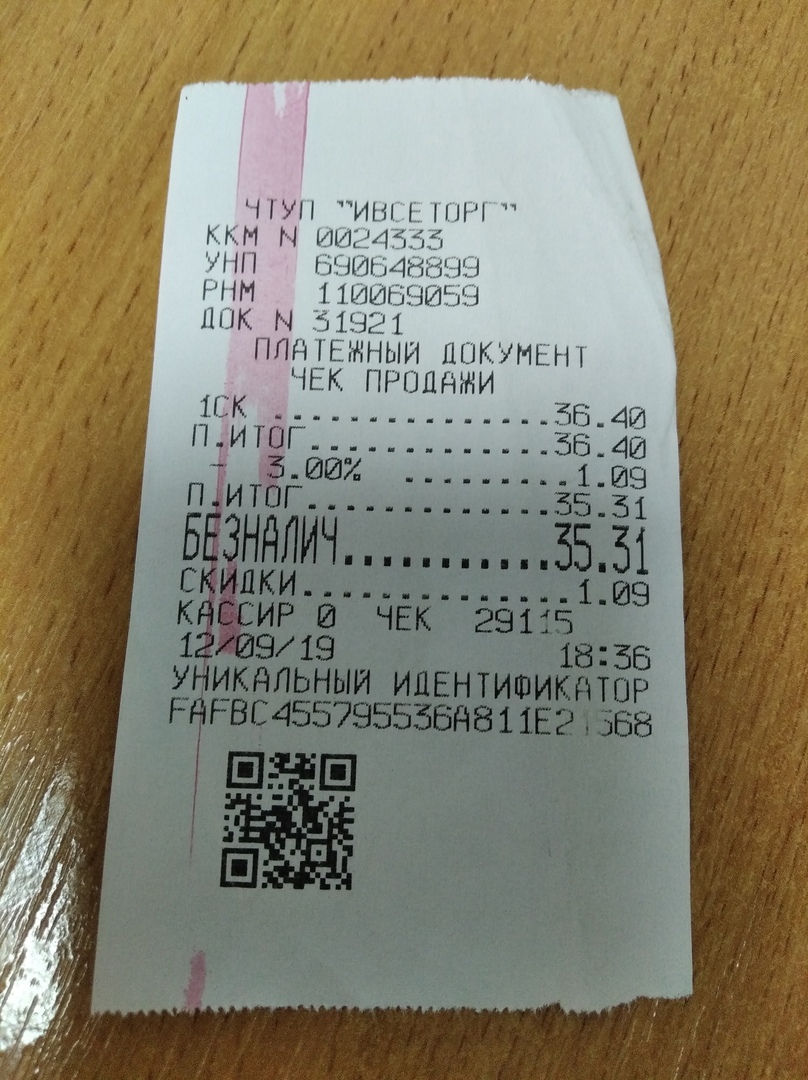 ЧТУП "ИВСЕТОРГ"
ККМ N 0024333
УНП 690648899
РНМ 110069059
ДОК N 31921
ПЛАТЕЖНЫЙ ДОКУМЕНТ
ЧЕК ПРОДАЖИ
1СК ...............36.40
П.ИТОГ.............36.40
- 3.00% .........1.09
П.ИТОГ.............35.31
БЕЗНАЛИЧ...........35.31
СКИДКИ..............1.09
КАССИР 0 ЧЕК 29115
12/09/19 18:36
УНИКАЛЬНЫЙ ИДЕНТИФИКАТОР